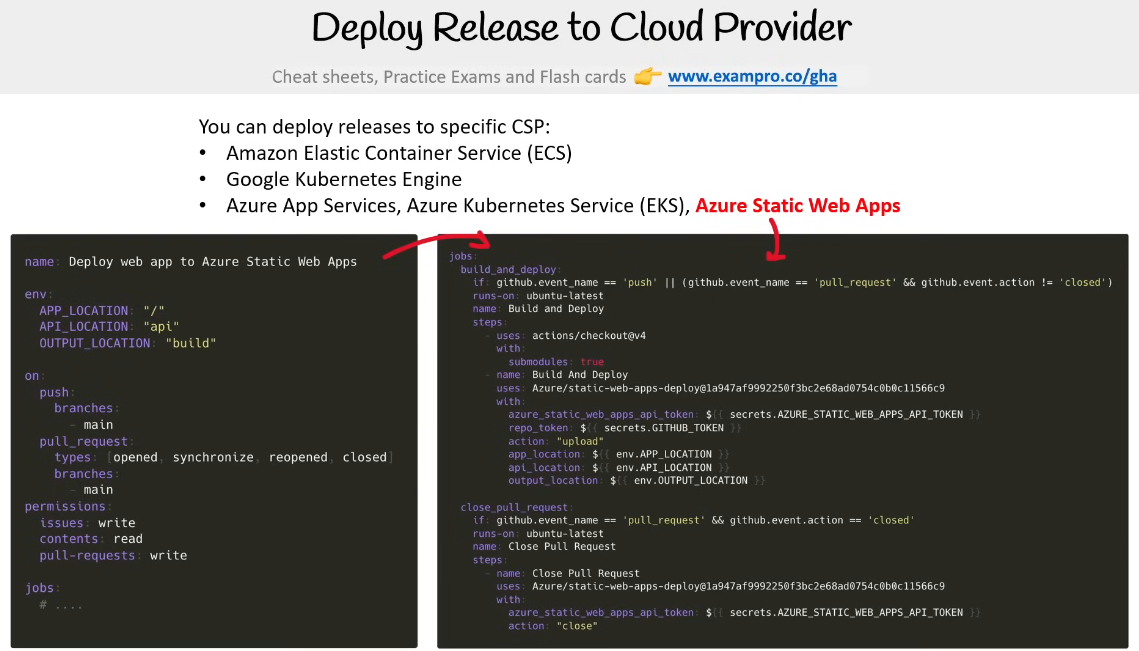 Deploy Release to Cloud Provider
Cheat sheets, Practice Exams and Flash cards 👉 www.exampro.co/gha
You can deploy releases to specific CSP:
• Amazon Elastic Container Service (ECS)
• Google Kubernetes Engine
• Azure App Services, Azure Kubernetes Service (EKS), Azure Static Web Apps
name: Deploy web app to Azure Static Web Apps
env:
  APP_LOCATION: "/"
  API_LOCATION: "api"
  OUTPUT_LOCATION: "build"
on:
  push:
    branches:
      - main
  pull_request:
    types: [opened, synchronize, reopened, closed]
    branches:
      - main
permissions:
  issues: write
  contents: read
  pull-requests: write
jobs:
  # ....
jobs:
  build_and_deploy:
    if: github.event_name == 'push' || (github.event_name == 'pull_request' && github.event.action != 'closed')
    runs-on: ubuntu-latest
    name: Build and Deploy
    steps:
      - uses: actions/checkout@v4
        with:
          submodules: true
      - name: Build And Deploy
        uses: Azure/static-web-apps-deploy@1a947af9992250f3bc2e68ad0754c0b0c11566c9
        with:
          azure_static_web_apps_api_token: ${{ secrets.AZURE_STATIC_WEB_APPS_API_TOKEN }}
          repo_token: ${{ secrets.GITHUB_TOKEN }}
          action: "upload"
          app_location: ${{ env.APP_LOCATION }}
          api_location: ${{ env.API_LOCATION }}
          output_location: ${{ env.OUTPUT_LOCATION }}
  close_pull_request:
    if: github.event_name == 'pull_request' && github.event.action == 'closed'
    runs-on: ubuntu-latest
    name: Close Pull Request
    steps:
      - name: Close Pull Request
        uses: Azure/static-web-apps-deploy@1a947af9992250f3bc2e68ad0754c0b0c11566c9
        with:
          azure_static_web_apps_api_token: ${{ secrets.AZURE_STATIC_WEB_APPS_API_TOKEN }}
          action: "close"